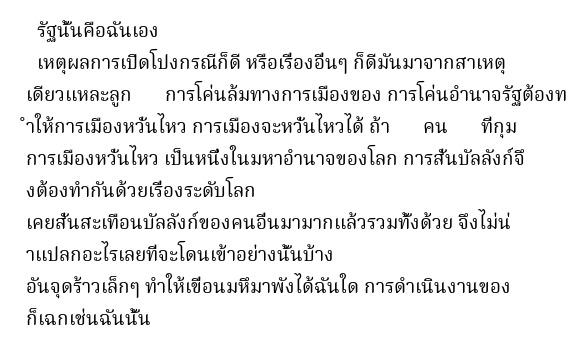 รัฐนั้นคือฉันเอง
เหตุผลการเปิดโปงกรณีก็ดี หรือเรื่องอื่นๆ ก็ดีมันมาจากสาเหตุ
เดียวแหละลูก การโค่นล้มทางการเมืองของ การโค่นอำนาจรัฐต้องท
ำให้การเมืองหวั่นไหว การเมืองจะหวั่นไหวได้ ถ้า คน ที่กุม
การเมืองหวั่นไหว เป็นหนึ่งในมหาอำนาจของโลก การสั่นบัลลังก์จึ
งต้องทำกันด้วยเรื่องระดับโลก
เคยสั่นสะเทือนบัลลังก์ของคนอื่นมามากแล้วรวมทั้งด้วย จึงไม่น่
าแปลกอะไรเลยที่จะโดนเข้าอย่างนั้นบ้าง
อันจุดร้าวเล็กๆ ทำให้เขื่อนมหึมาพังได้ฉันใด การดำเนินงานของ
ก็เฉกเช่นฉันนั้น